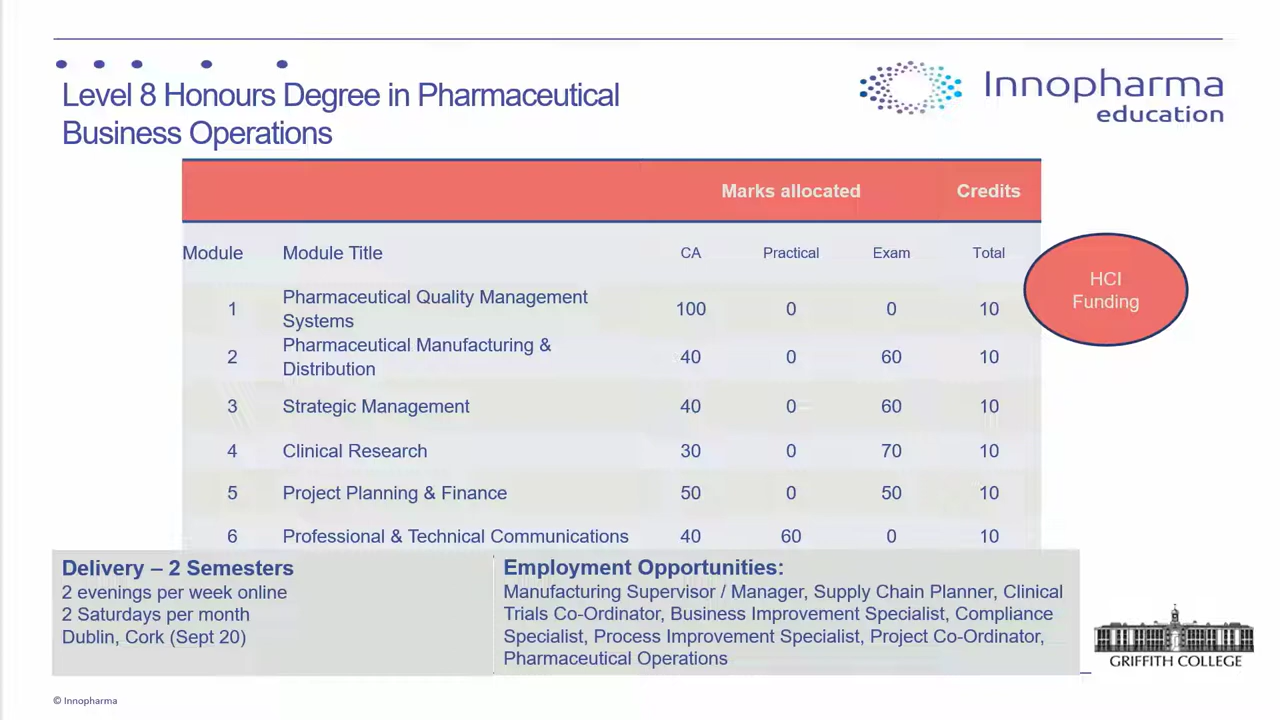 Level 8 Honours Degree in Pharmaceutical
Business Operations
Innopharma
education
Marks allocated Credits
Module Module Title CA Practical Exam Total
1 Pharmaceutical Quality Management
Systems 100 0 0 10
2 Pharmaceutical Manufacturing &
Distribution 40 0 60 10
3 Strategic Management 40 0 60 10
4 Clinical Research 30 0 70 10
5 Project Planning & Finance 50 0 50 10
6 Professional & Technical Communications 40 60 0 10
HCI
Funding
Delivery – 2 Semesters
2 evenings per week online
2 Saturdays per month
Dublin, Cork (Sept 20)
Employment Opportunities:
Manufacturing Supervisor / Manager, Supply Chain Planner, Clinical
Trials Co-Ordinator, Business Improvement Specialist, Compliance
Specialist, Process Improvement Specialist, Project Co-Ordinator,
Pharmaceutical Operations
GRIFFITH COLLEGE
© Innopharma